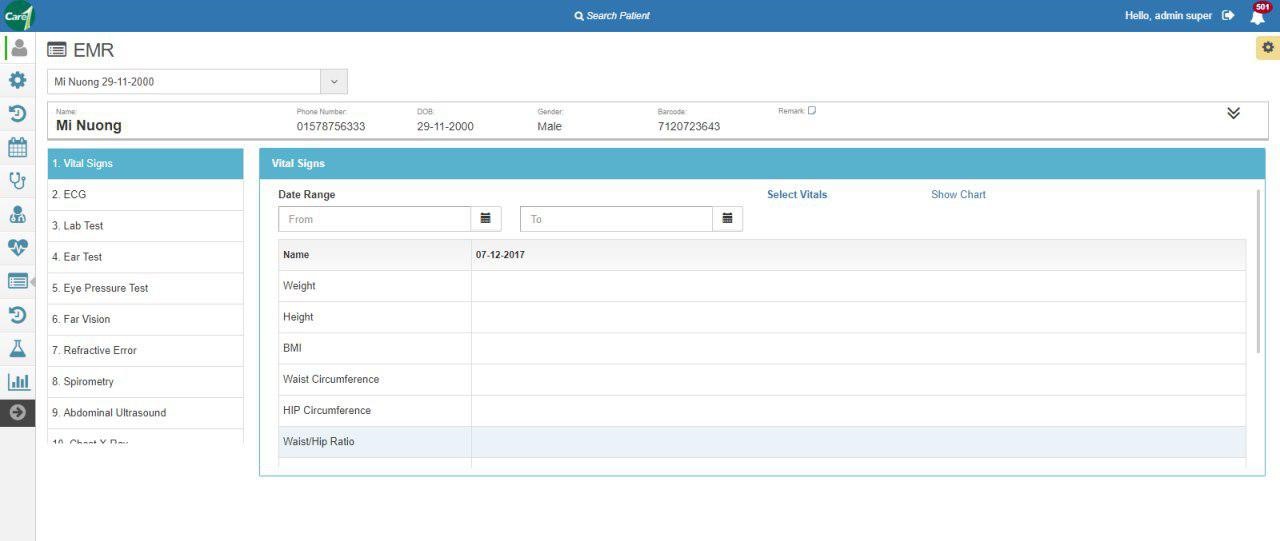 Care1
Search Patient
Hello, admin super
501
EMR
Mi Nuong 29-11-2000
Name: Phone Number: DOB: Gender: Barcode: Remark:
Mi Nuong 01578756333 29-11-2000 Male 7120723643
1. Vital Signs
2. ECG
3. Lab Test
4. Ear Test
5. Eye Pressure Test
6. Far Vision
7. Refractive Error
8. Spirometry
9. Abdominal Ultrasound
10. Chest X-Ray
Vital Signs
Date Range
Select Vitals
Show Chart
From
To
Name 07-12-2017
Weight
Height
BMI
Waist Circumference
HIP Circumference
Waist/Hip Ratio